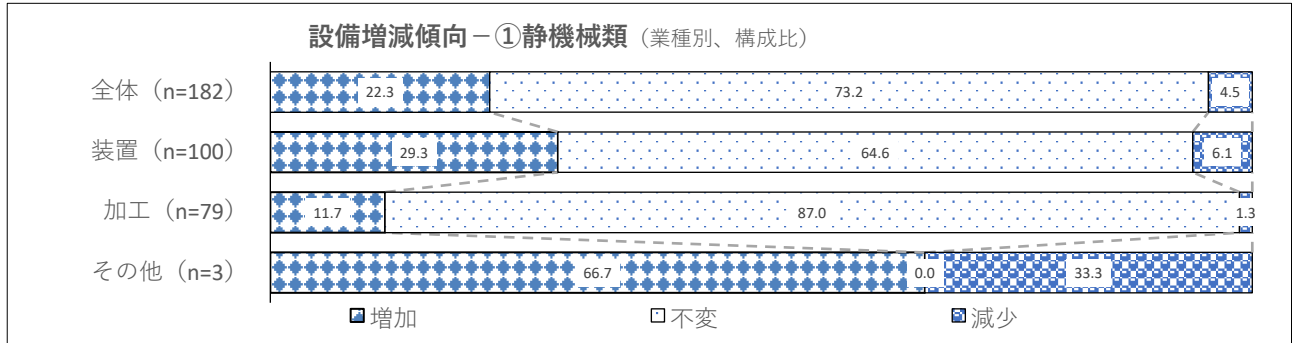 設備増減傾向－①静機械類（業種別、構成比）
全体（n=182） 22.3 73.2 4.5
装置（n=100） 29.3 64.6 6.1
加工（n=79） 11.7 87.0 1.3
その他（n=3） 66.7 0.0 33.3
増加 不変 減少